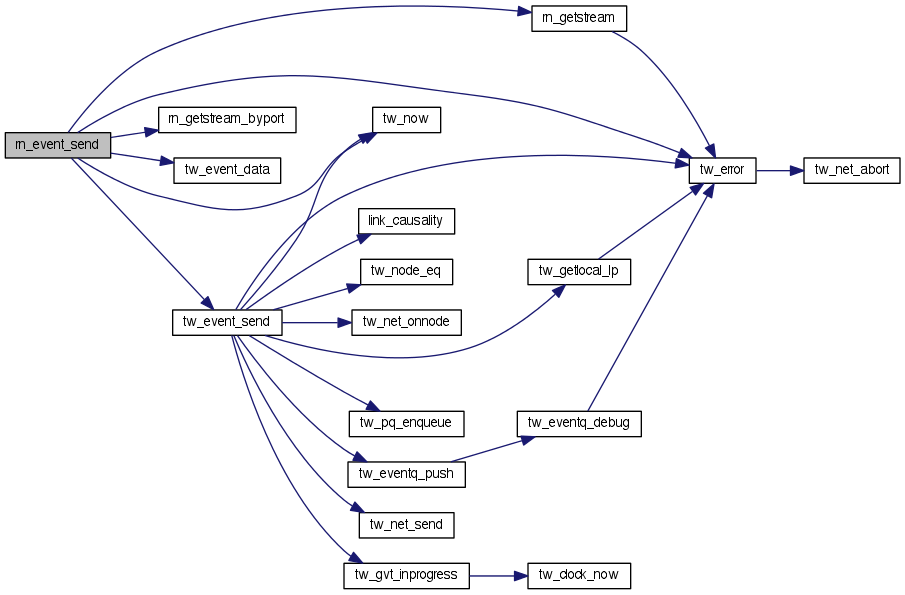 rn_getstream
rn_getstream_byport
tw_now
rn_event_send
tw_event_data
tw_error
tw_net_abort
link_causality
tw_node_eq
tw_getlocal_lp
tw_event_send
tw_net_onnode
tw_pq_enqueue
tw_eventq_debug
tw_eventq_push
tw_net_send
tw_gvt_inprogress
tw_clock_now